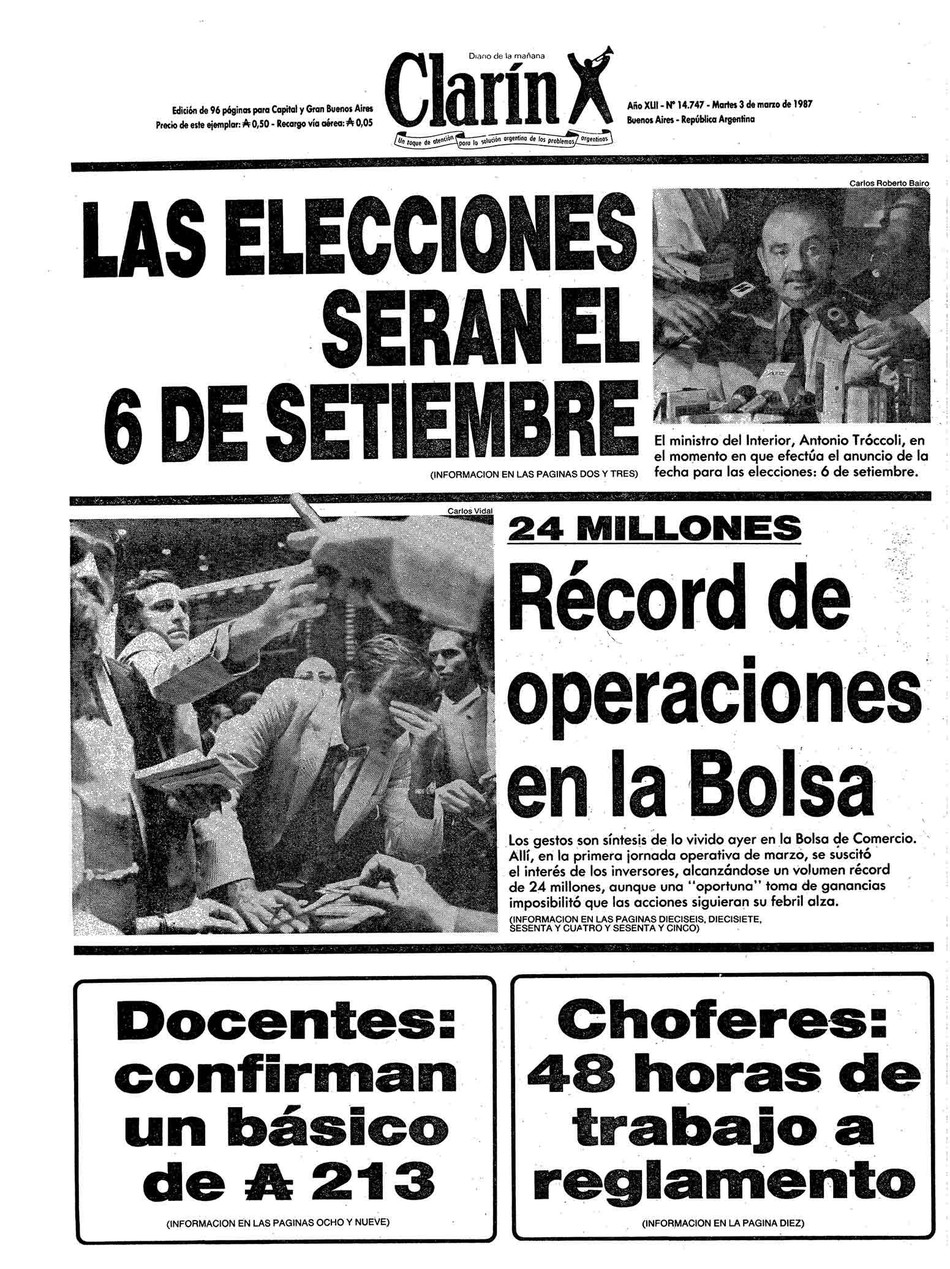 Diario de la mañana
Clarín
Edición de 96 páginas para Capital y Gran Buenos Aires
Precio de este ejemplar: ₳ 0,50 - Recargo vía aérea: ₳ 0,05
Un toque de atención para la solución argentina de los problemas argentinos
Año XLII - Nº 14.747 - Martes 3 de marzo de 1987
Buenos Aires - República Argentina
LAS ELECCIONES
SERAN EL
6 DE SETIEMBRE
(INFORMACION EN LAS PAGINAS DOS Y TRES)
Carlos Roberto Bairo
El ministro del Interior, Antonio Tróccoli, en
el momento en que efectúa el anuncio de la
fecha para las elecciones: 6 de setiembre.
Carlos Vidal
24 MILLONES
Récord de
operaciones
en la Bolsa
Los gestos son síntesis de lo vivido ayer en la Bolsa de Comercio.
Allí, en la primera jornada operativa de marzo, se suscitó
el interés de los inversores, alcanzándose un volumen récord
de 24 millones, aunque una "oportuna" toma de ganancias
imposibilitó que las acciones siguieran su febril alza.
(INFORMACION EN LAS PAGINAS DIECISEIS, DIECISIETE,
SESENTA Y CUATRO Y SESENTA Y CINCO)
Docentes:
confirman
un básico
de ₳ 213
(INFORMACION EN LAS PAGINAS OCHO Y NUEVE)
Choferes:
48 horas de
trabajo a
reglamento
(INFORMACION EN LA PAGINA DIEZ)